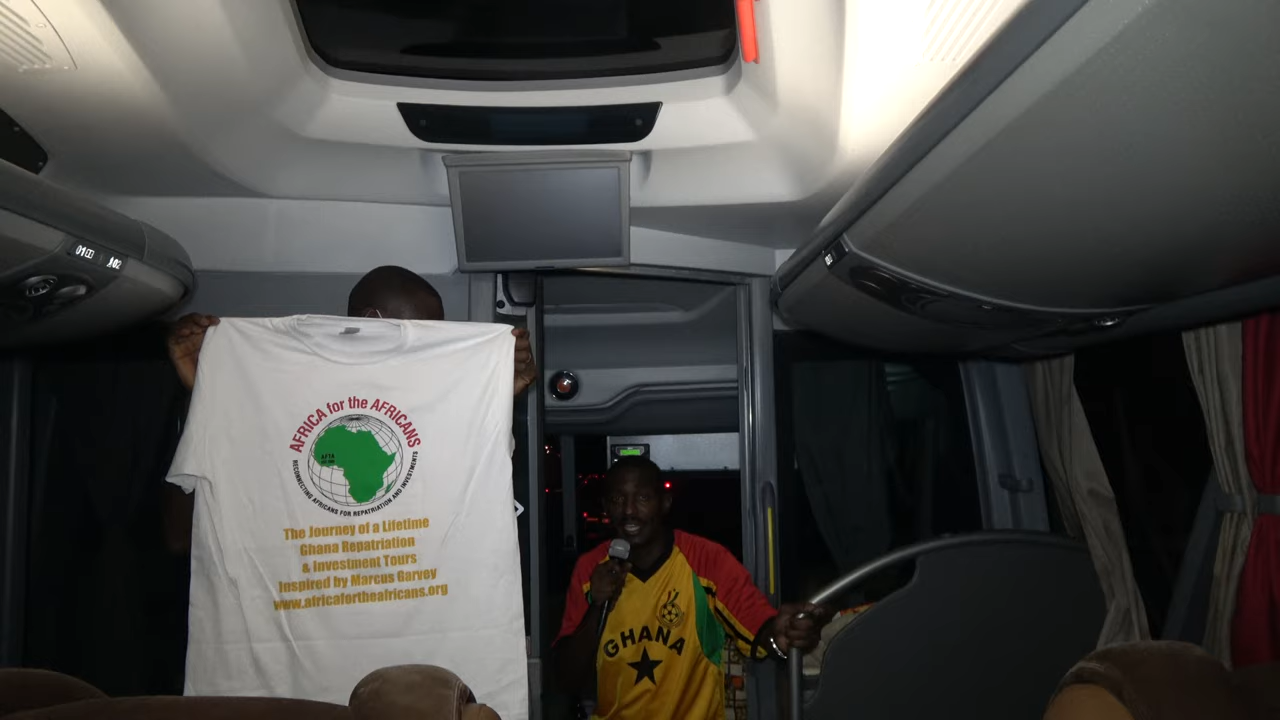 AFRICA for the AFRICANS
AFTA
RECONNECTING AFRICANS FOR REPATRIATION AND INVESTMENTS
The Journey of a Lifetime
Ghana Repatriation
& Investment Tours
Inspired by Marcus Garvey
www.africafortheafricans.org
GHANA